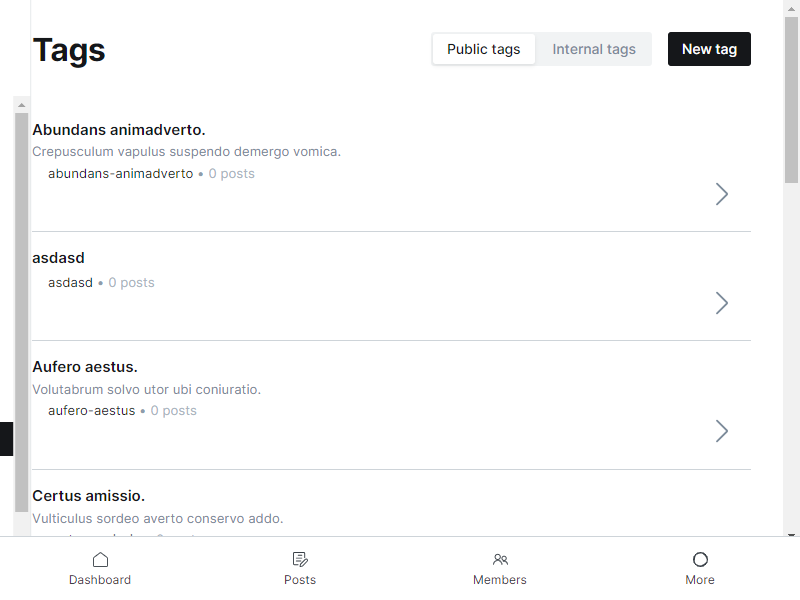 Tags
Public tags
Internal tags
New tag
Abundans animadverto.
Crepusculum vapulus suspendo demergo vomica.
abundans-animadverto • 0 posts
asdasd
asdasd • 0 posts
Aufero aestus.
Volutabrum solvo utor ubi coniuratio.
aufero-aestus • 0 posts
Certus amissio.
Vulticulus sordeo averto conservo addo.
Dashboard
Posts
Members
More